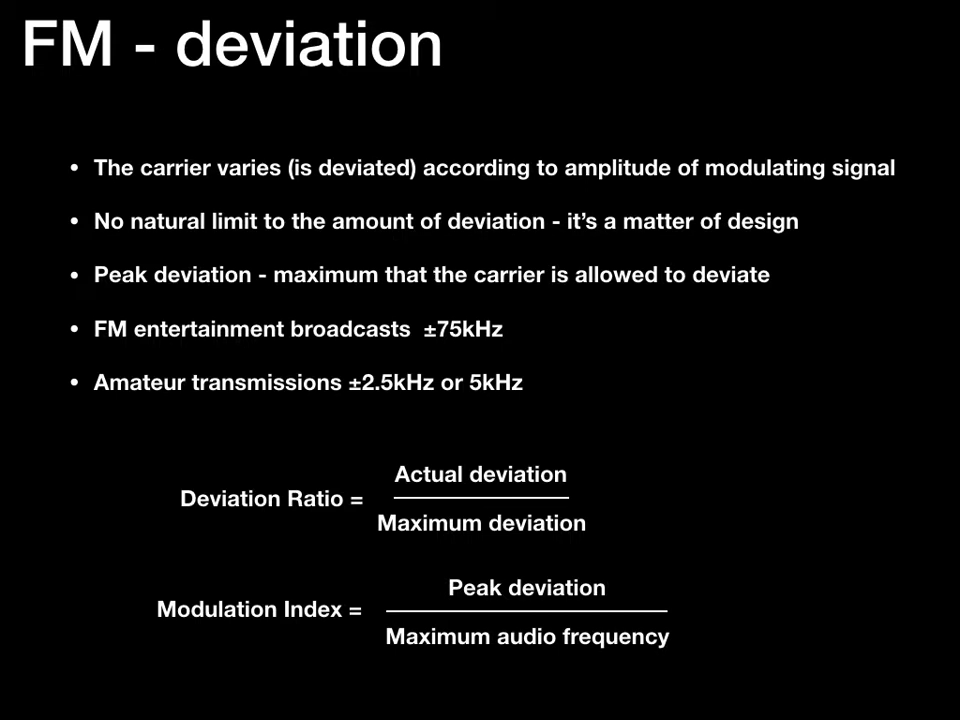 FM - deviation
• The carrier varies (is deviated) according to amplitude of modulating signal
• No natural limit to the amount of deviation - it’s a matter of design
• Peak deviation - maximum that the carrier is allowed to deviate
• FM entertainment broadcasts ±75kHz
• Amateur transmissions ±2.5kHz or 5kHz
Actual deviation
Deviation Ratio =
Maximum deviation
Peak deviation
Modulation Index =
Maximum audio frequency